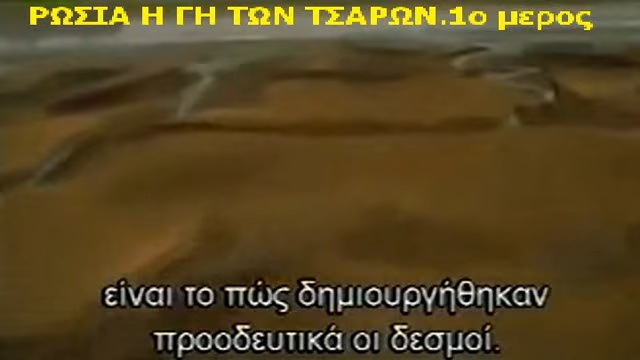 ΡΩΣΙΑ Η ΓΗ ΤΩΝ ΤΣΑΡΩΝ.1ο μερος
είναι το πώς δημιουργήθηκαν
προοδευτικά οι δεσμοί.